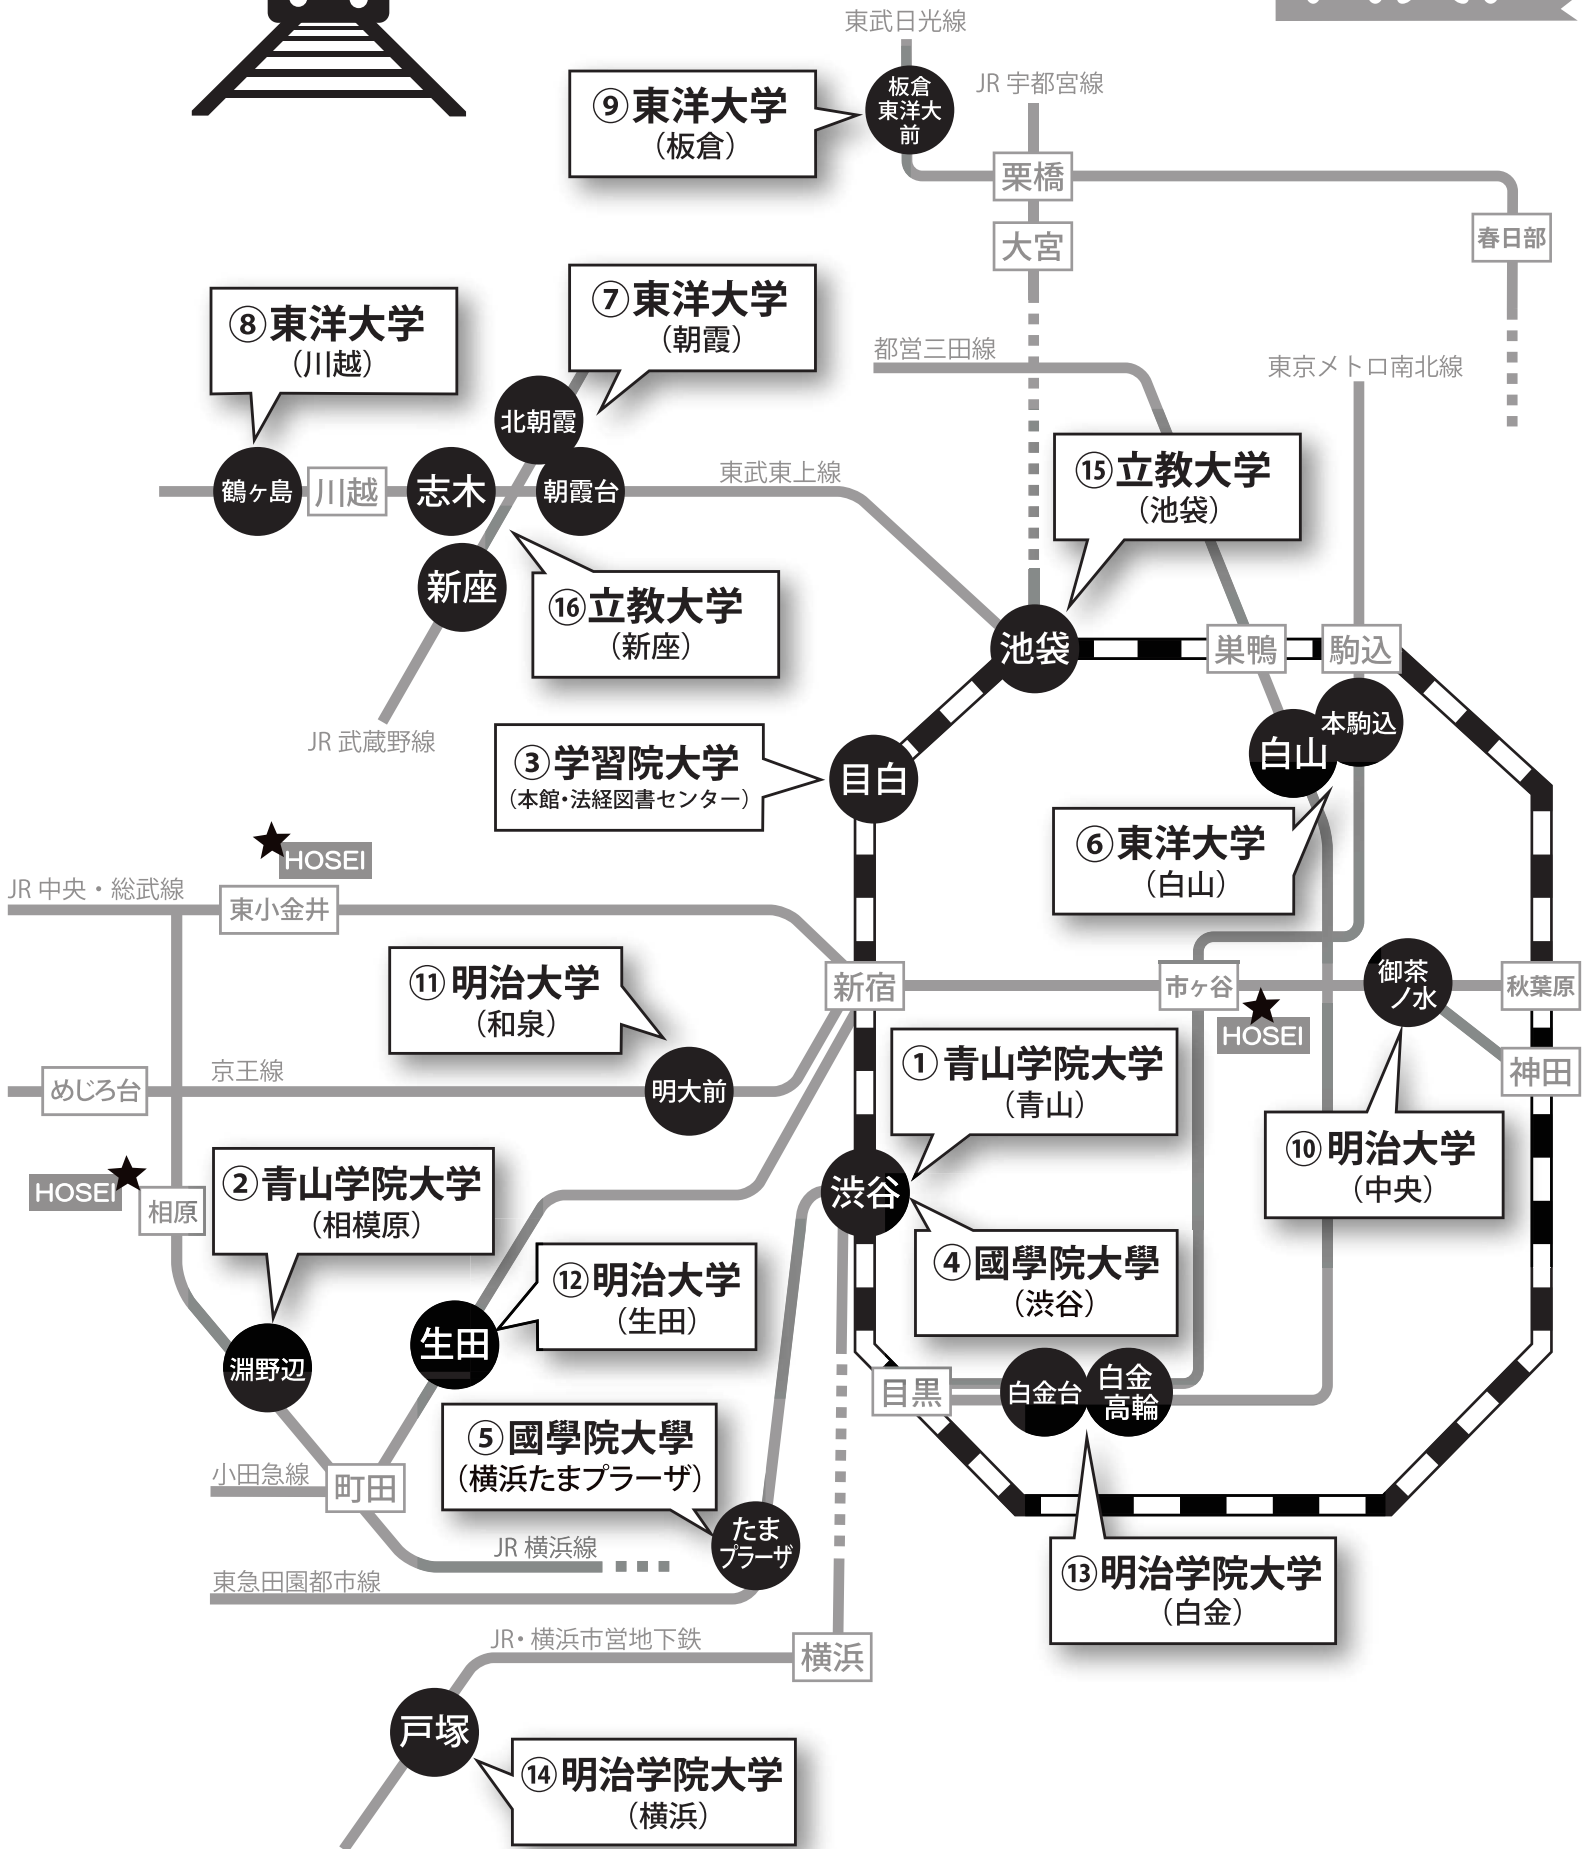 東武日光線
⑨東洋大学
（板倉）
板倉
東洋大
前
JR 宇都宮線
栗橋
大宮
春日部
⑧東洋大学
（川越）
⑦東洋大学
（朝霞）
都営三田線
東京メトロ南北線
北朝霞
鶴ヶ島
川越
志木
朝霞台
東武東上線
⑮立教大学
（池袋）
新座
⑯立教大学
（新座）
池袋
巣鴨
駒込
本駒込
白山
JR 武蔵野線
③学習院大学
（本館・法経図書センター）
目白
⑥東洋大学
（白山）
HOSEI
JR 中央・総武線
東小金井
⑪明治大学
（和泉）
新宿
市ヶ谷
HOSEI
御茶
ノ水
秋葉原
神田
①青山学院大学
（青山）
京王線
めじろ台
明大前
⑩明治大学
（中央）
HOSEI
相原
②青山学院大学
（相模原）
渋谷
④國學院大學
（渋谷）
⑫明治大学
（生田）
生田
淵野辺
目黒
白金台
白金
高輪
⑤國學院大學
（横浜たまプラーザ）
小田急線
町田
たま
プラーザ
JR 横浜線
東急田園都市線
⑬明治学院大学
（白金）
JR・横浜市営地下鉄
横浜
戸塚
⑭明治学院大学
（横浜）